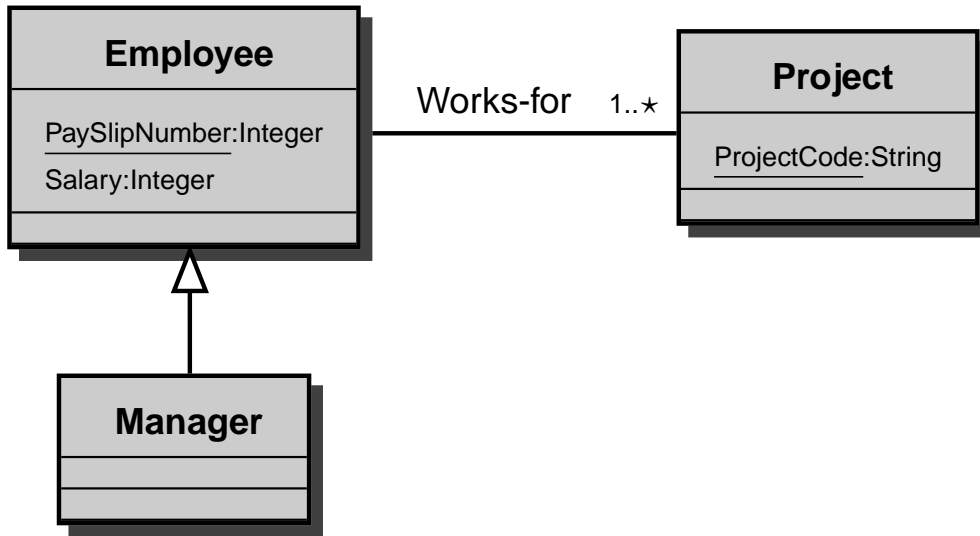 Employee
PaySlipNumber:Integer
Salary:Integer
Works-for 1..⋆
Project
ProjectCode:String
Manager